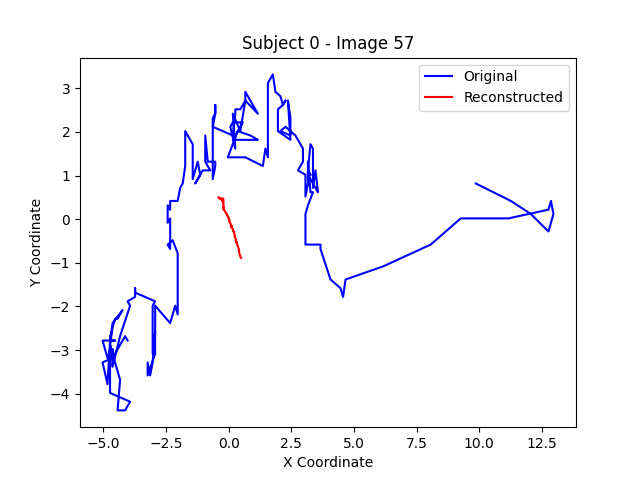 Subject 0 - Image 57
Original
Reconstructed
Y Coordinate
3
2
1
0
−1
−2
−3
−4
−5.0 −2.5 0.0 2.5 5.0 7.5 10.0 12.5
X Coordinate